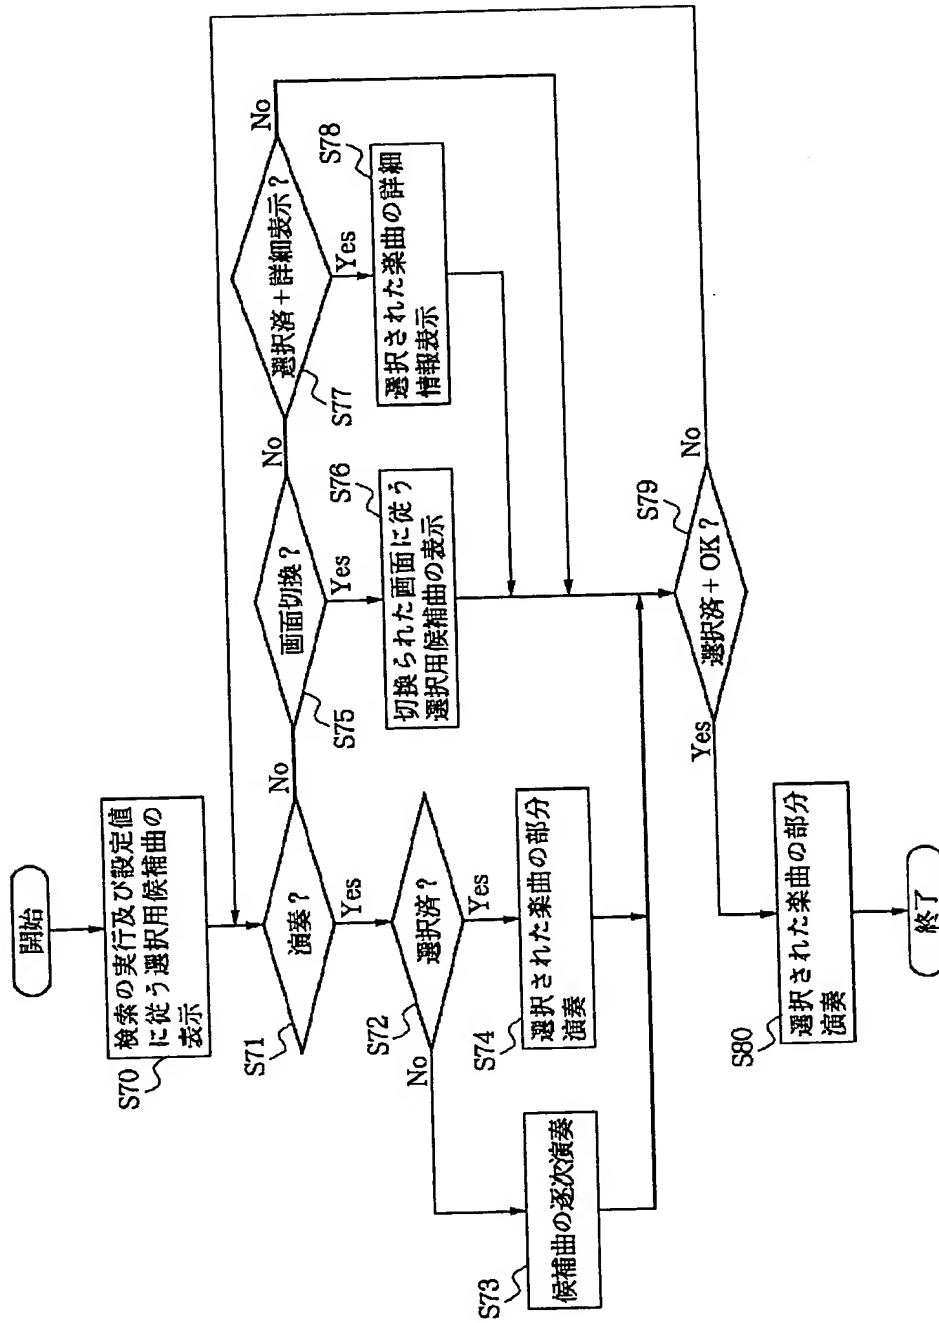 開始
検索の実行及び設定値
に従う選択用候補曲の
表示
S70
演奏？
S71
Yes
No
選択済？
S72
No
Yes
候補曲の逐次演奏
S73
選択された楽曲の部分
演奏
S74
画面切換？
S75
Yes
No
切換られた画面に従う
選択用候補曲の表示
S76
選択済＋詳細表示？
S77
Yes
No
選択された楽曲の詳細
情報表示
S78
選択済＋OK？
S79
Yes
No
選択された楽曲の部分
演奏
S80
終了